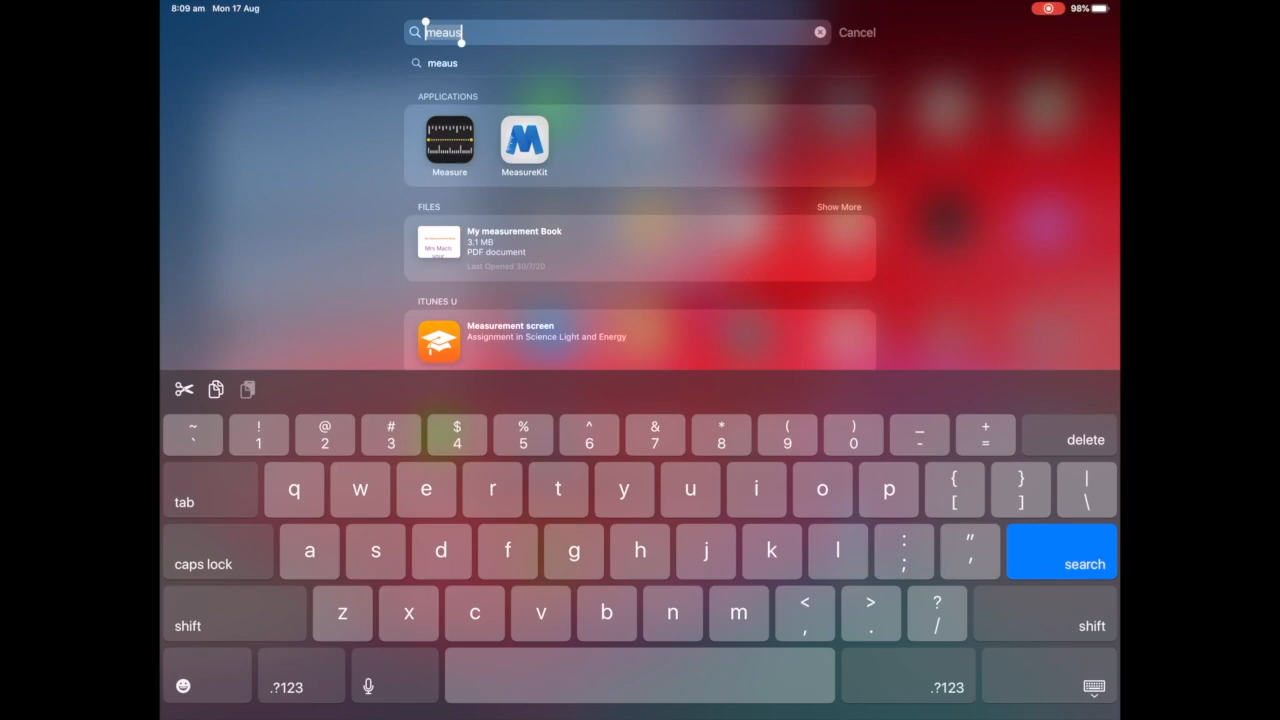 8:09 am Mon 17 Aug 98%
meaus Cancel
meaus
APPLICATIONS
Measure MeasureKit
FILES Show More
My measurement Book
3.1 MB
PDF document
Last Opened 30/7/20
ITUNES U
Measurement screen
Assignment in Science Light and Energy
~ ! @ # $ % ^ & * ( ) _ +
` 1 2 3 4 5 6 7 8 9 0 - = delete
tab q w e r t y u i o p { [ } ] | \
caps lock a s d f g h j k l : ; " ' search
shift z x c v b n m < , > . ? / shift
.?123 .?123